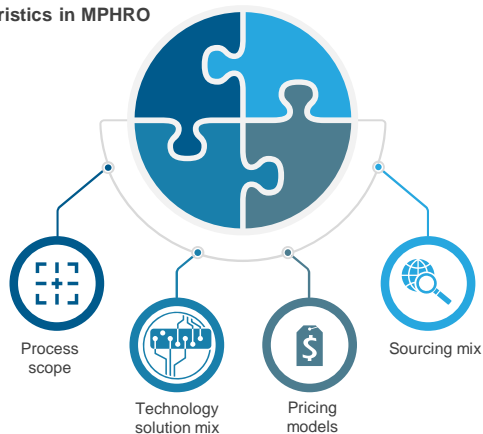 ristics in MPHRO
$
Process
scope
Technology
solution mix
Pricing
models
Sourcing mix